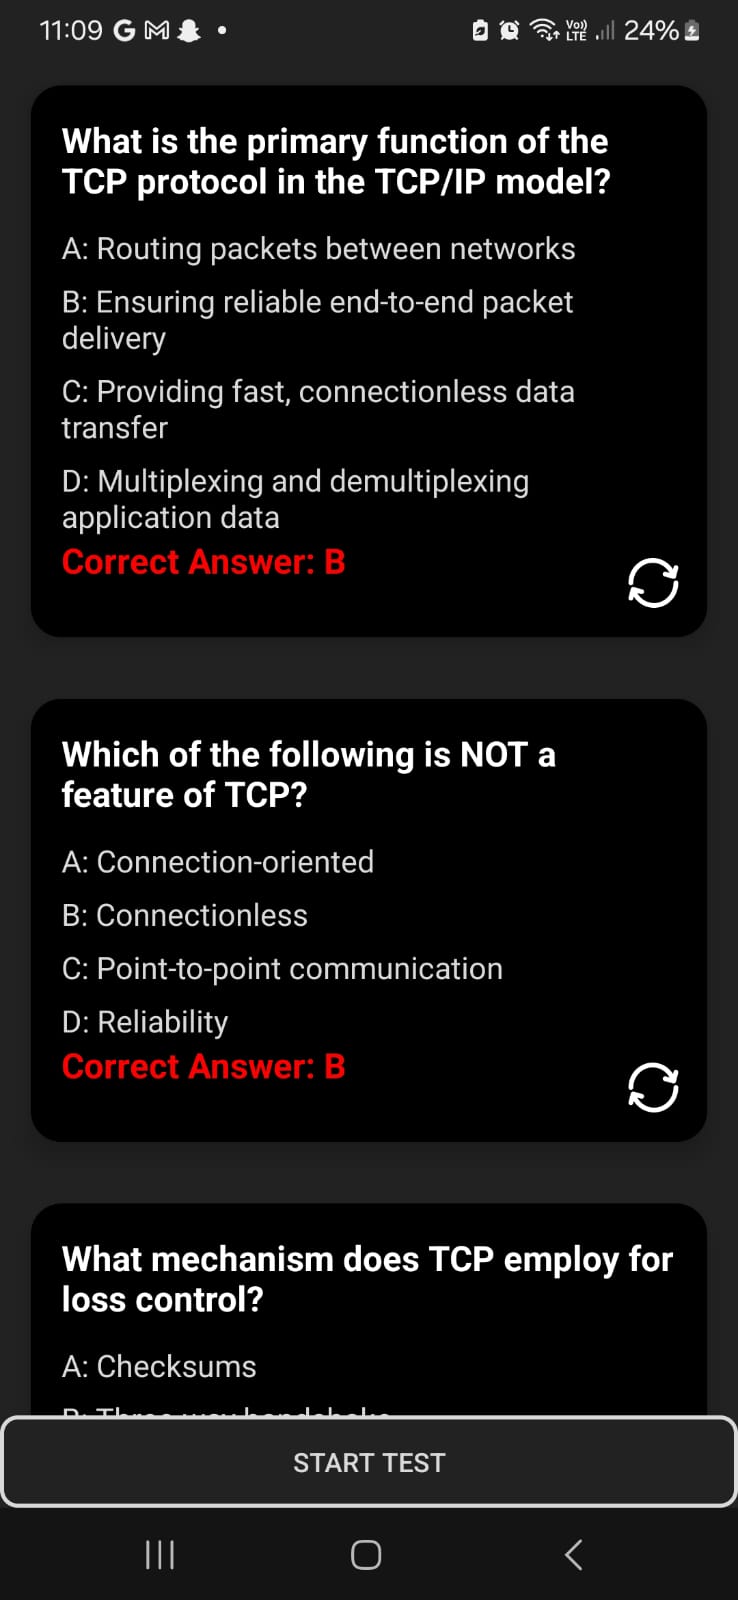 11:09 G M Vo)) LTE 24%
What is the primary function of the
TCP protocol in the TCP/IP model?
A: Routing packets between networks
B: Ensuring reliable end-to-end packet
delivery
C: Providing fast, connectionless data
transfer
D: Multiplexing and demultiplexing
application data
Correct Answer: B
Which of the following is NOT a
feature of TCP?
A: Connection-oriented
B: Connectionless
C: Point-to-point communication
D: Reliability
Correct Answer: B
What mechanism does TCP employ for
loss control?
A: Checksums
START TEST